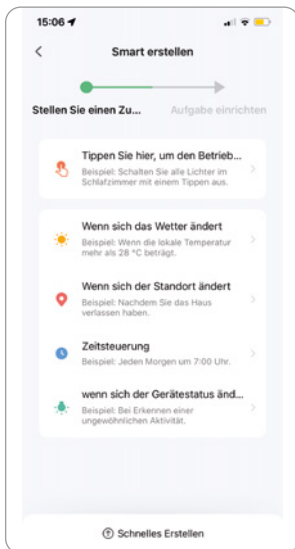 15:06
Smart erstellen
Stellen Sie einen Zu... Aufgabe einrichten
Tippen Sie hier, um den Betrieb...
Beispiel: Schalten Sie alle Lichter im
Schlafzimmer mit einem Tippen aus.
Wenn sich das Wetter ändert
Beispiel: Wenn die lokale Temperatur
mehr als 28 °C beträgt.
Wenn sich der Standort ändert
Beispiel: Nachdem Sie das Haus
verlassen haben.
Zeitsteuerung
Beispiel: Jeden Morgen um 7:00 Uhr.
wenn sich der Gerätestatus änd...
Beispiel: Bei Erkennen einer
ungewöhnlichen Aktivität.
Schnelles Erstellen